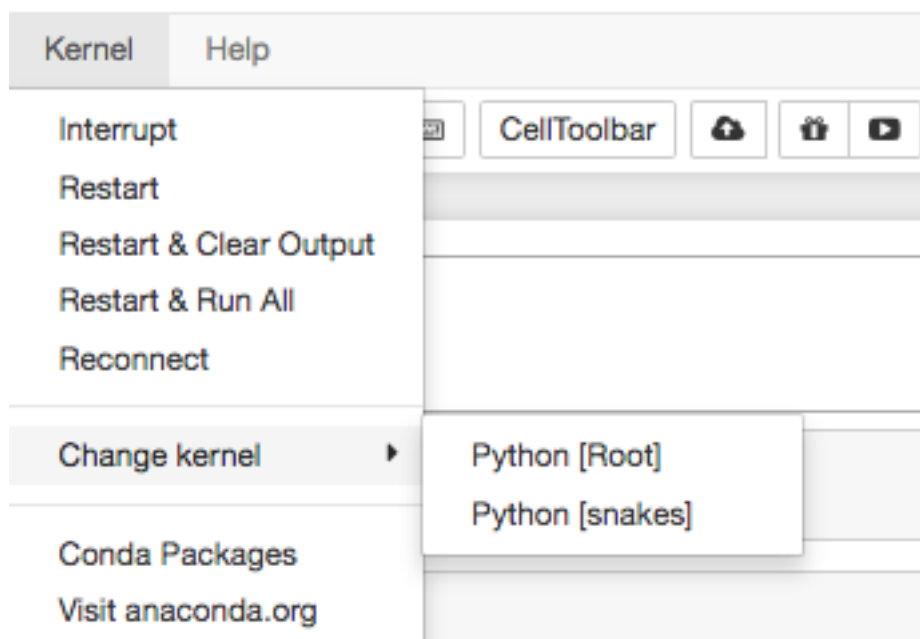 Kernel Help
Interrupt
CellToolbar
Restart
Restart & Clear Output
Restart & Run All
Reconnect
Change kernel
Python [Root]
Python [snakes]
Conda Packages
Visit anaconda.org